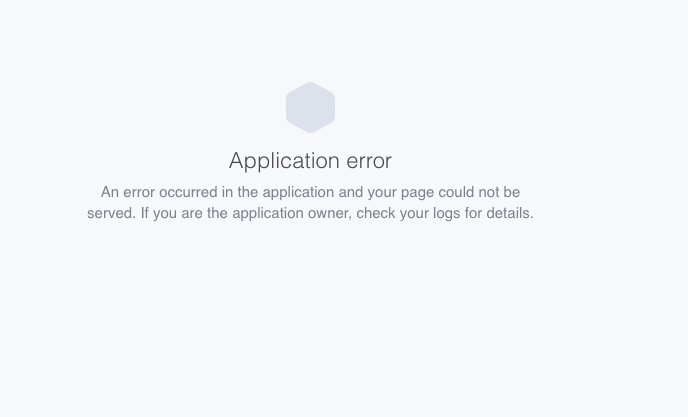 Application error
An error occurred in the application and your page could not be
served. If you are the application owner, check your logs for details.